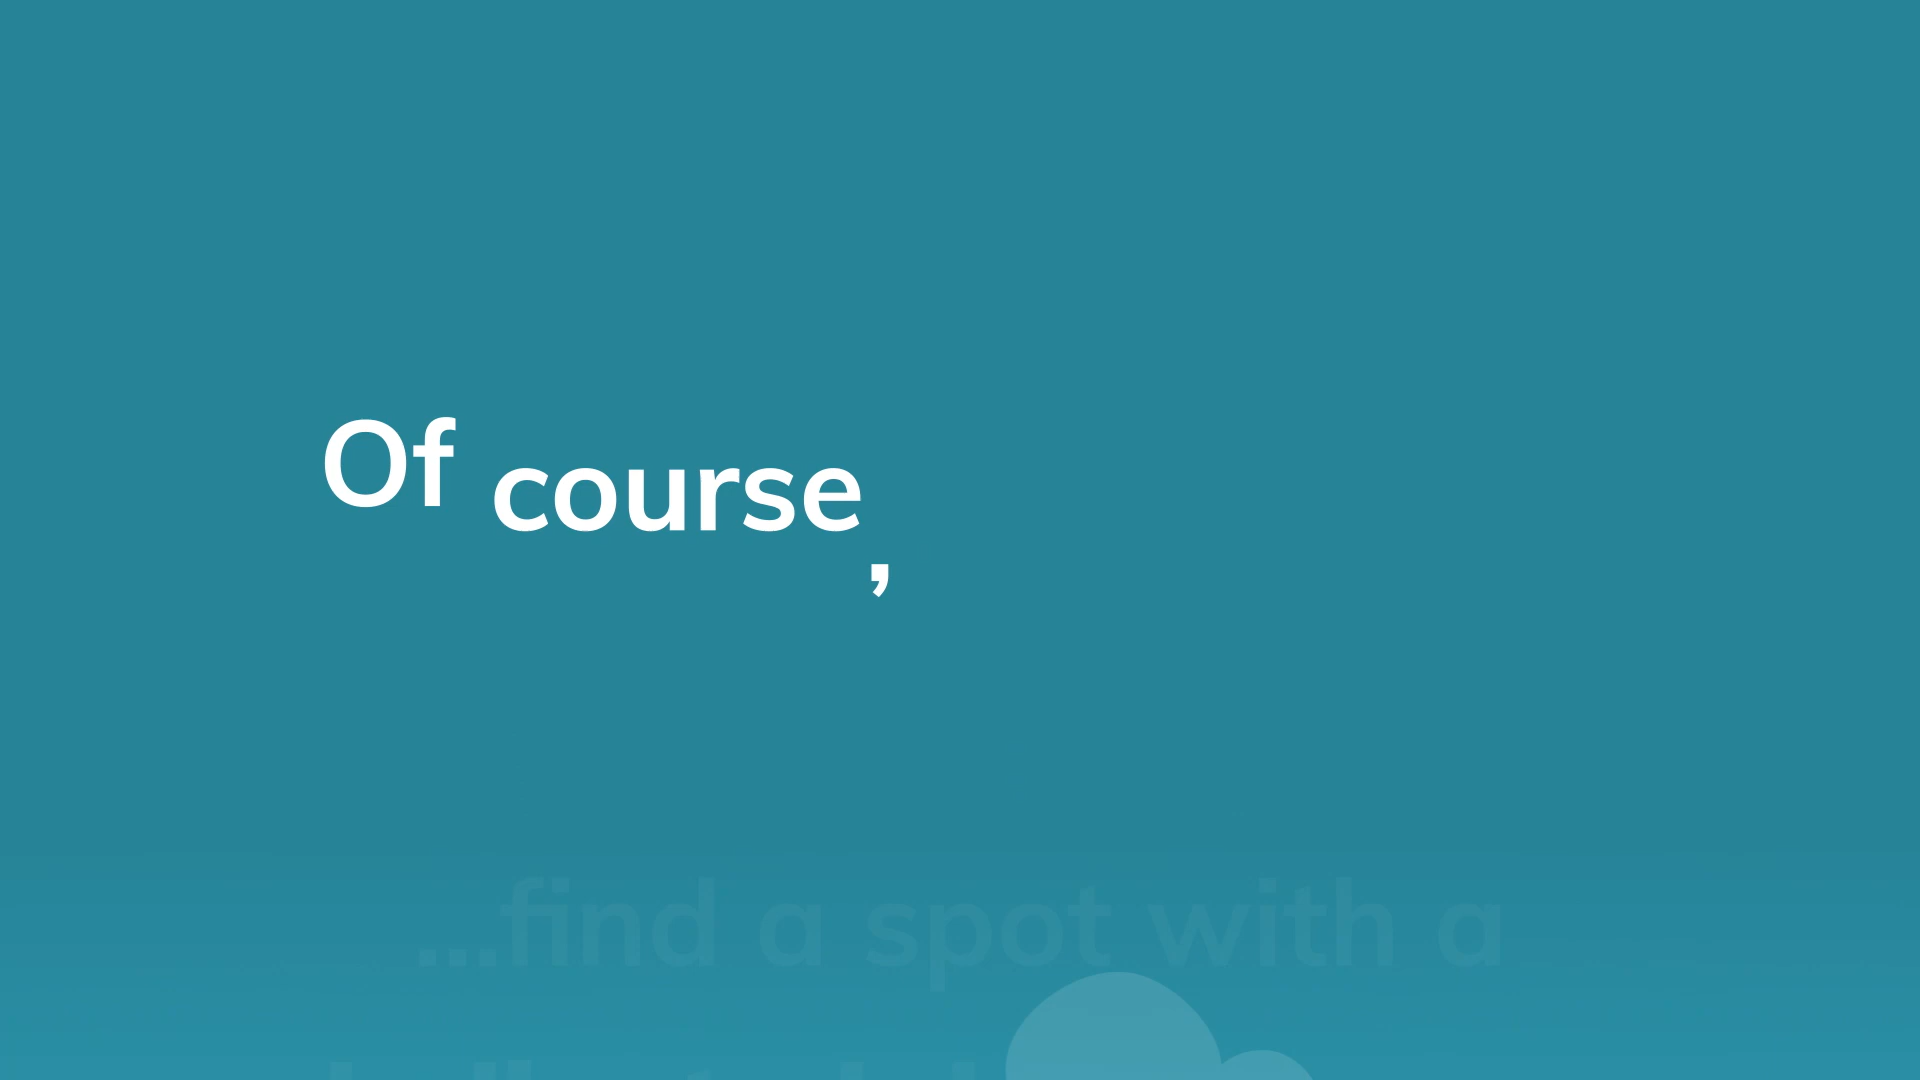 Of course,
...find a spot with a